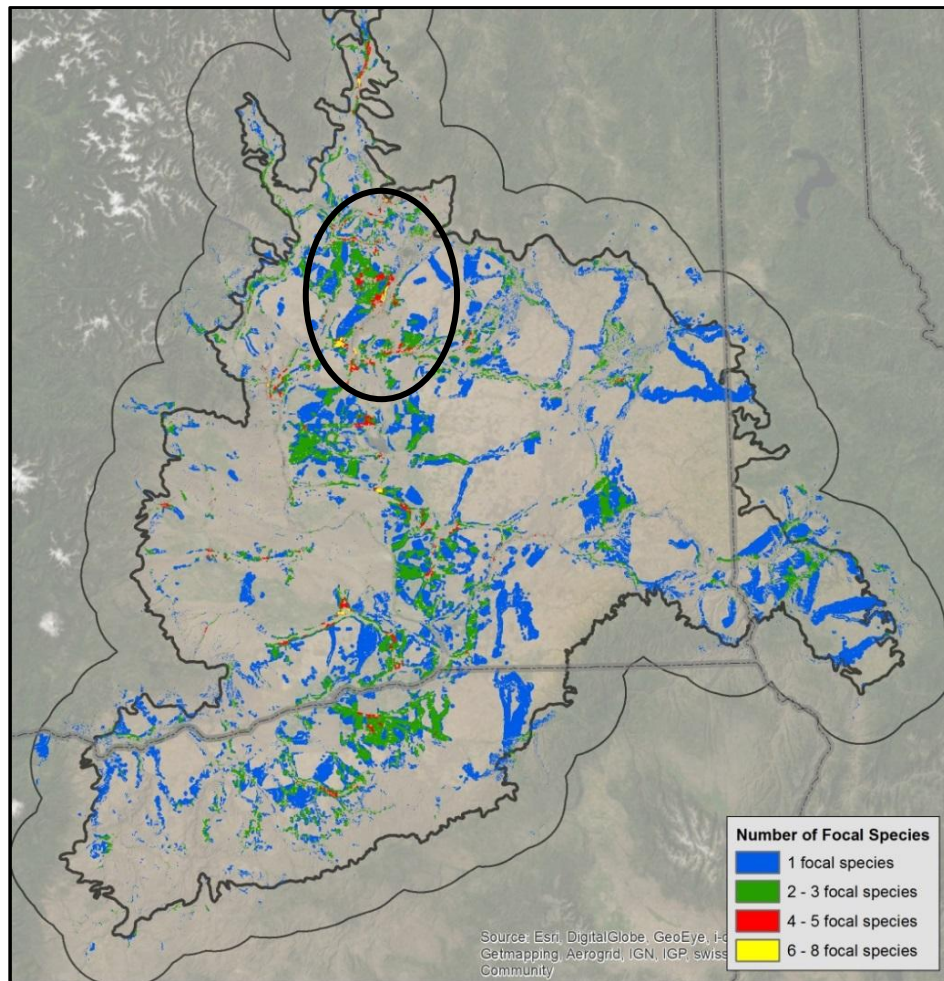 Number of Focal Species
1 focal species
2 - 3 focal species
4 - 5 focal species
6 - 8 focal species
Source: Esri, DigitalGlobe, GeoEye, i-c
Getmapping, Aerogrid, IGN, IGP, swiss
Community